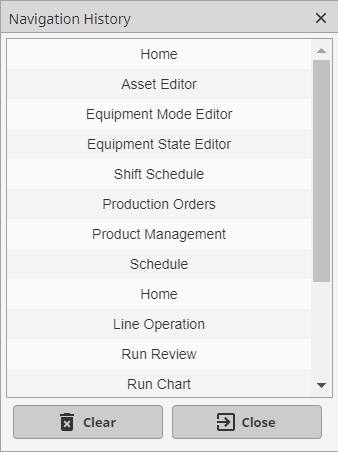 Navigation History
Home
Asset Editor
Equipment Mode Editor
Equipment State Editor
Shift Schedule
Production Orders
Product Management
Schedule
Home
Line Operation
Run Review
Run Chart
Clear
Close